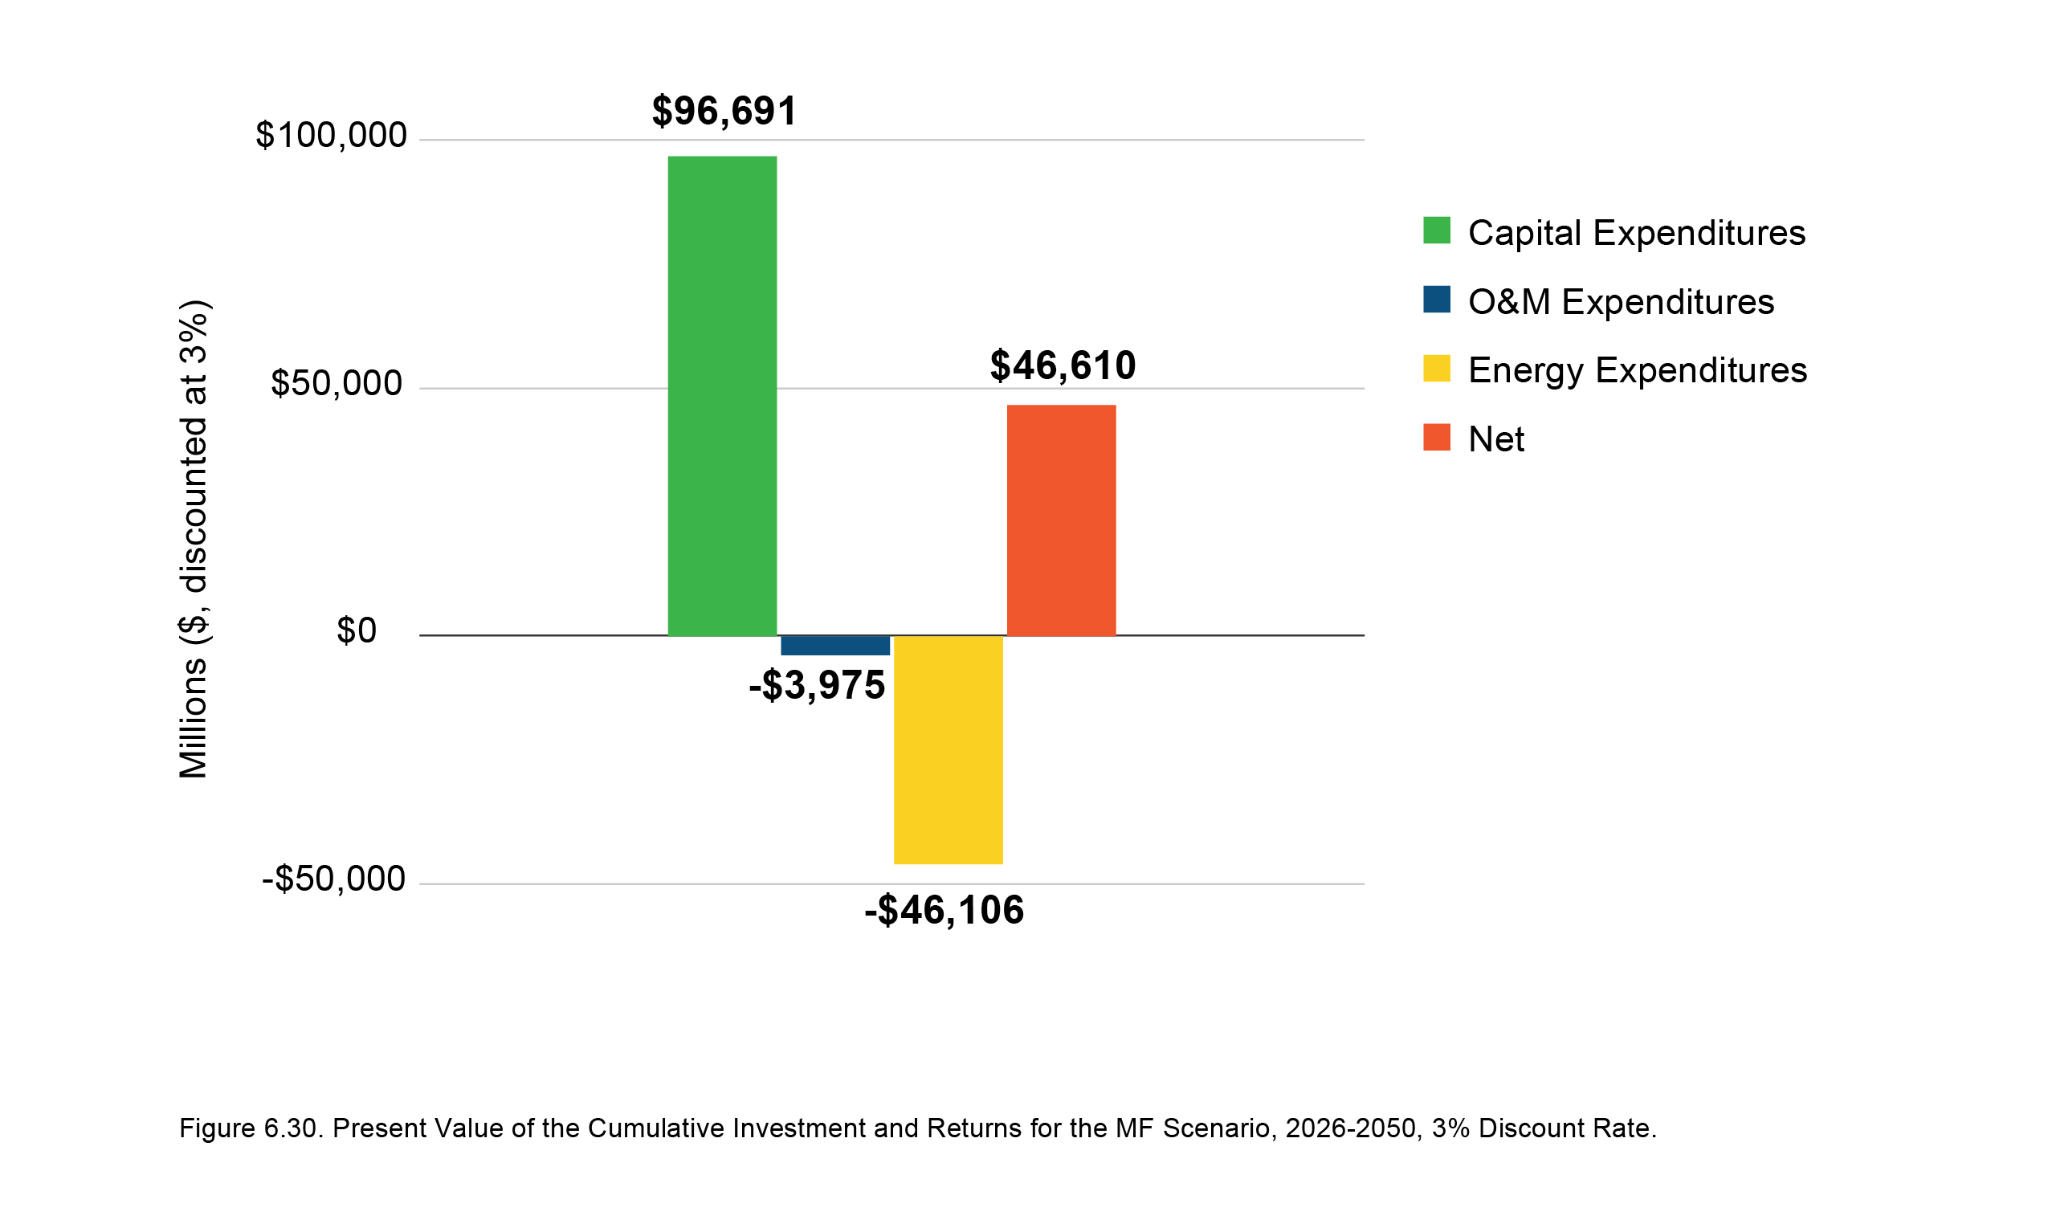 $96,691
$100,000
$46,610
$50,000
$0
-$3,975
-$50,000
-$46,106
Millions ($, discounted at 3%)
Capital Expenditures
O&M Expenditures
Energy Expenditures
Net
Figure 6.30. Present Value of the Cumulative Investment and Returns for the MF Scenario, 2026-2050, 3% Discount Rate.